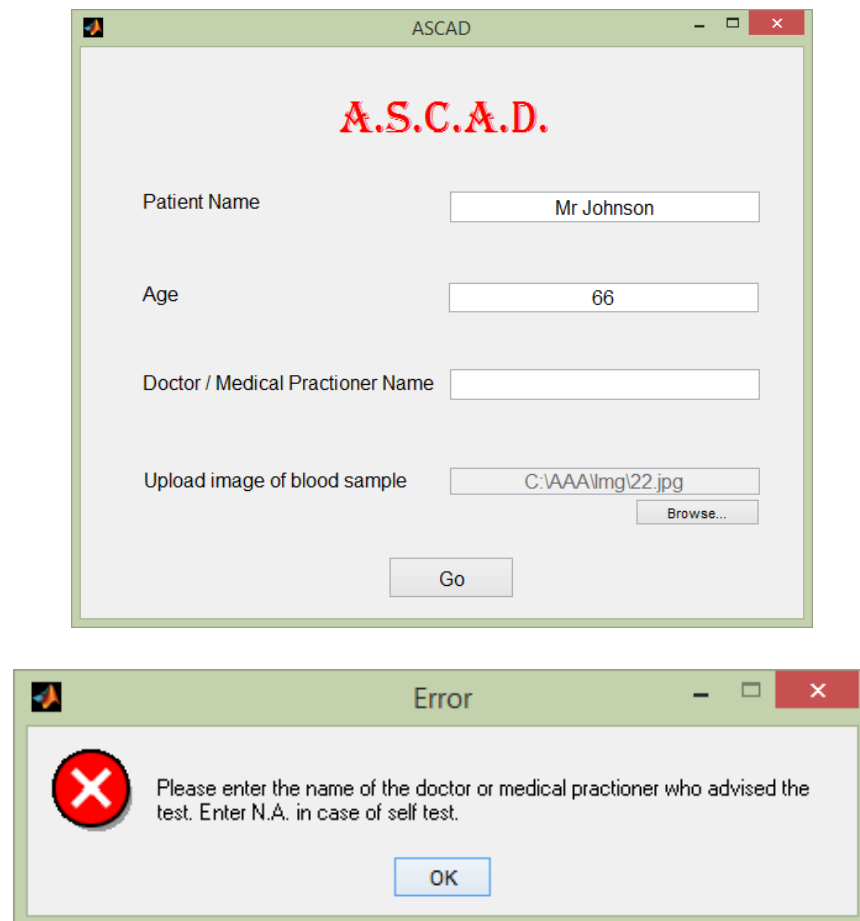 ASCAD
A.S.C.A.D.
Patient Name
Mr Johnson
Age
66
Doctor / Medical Practioner Name
Upload image of blood sample
C:\AAA\Img\22.jpg
Browse...
Go
Error
Please enter the name of the doctor or medical practioner who advised the
test. Enter N.A. in case of self test.
OK